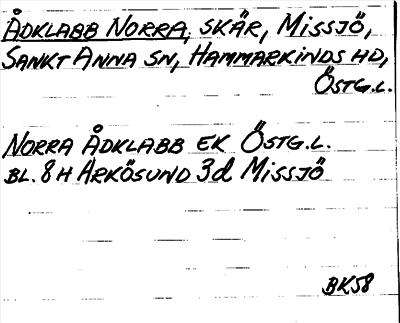 ÅDKLABB NORRA, SKÄR, MISSJÖ,
SANKT ANNA SN, HAMMARKINDS HD,
ÖSTG.L.
NORRA ÅDKLABB EK ÖSTG.L.
BL. 8H ARKÖSUND 3d MISSJÖ
BK58